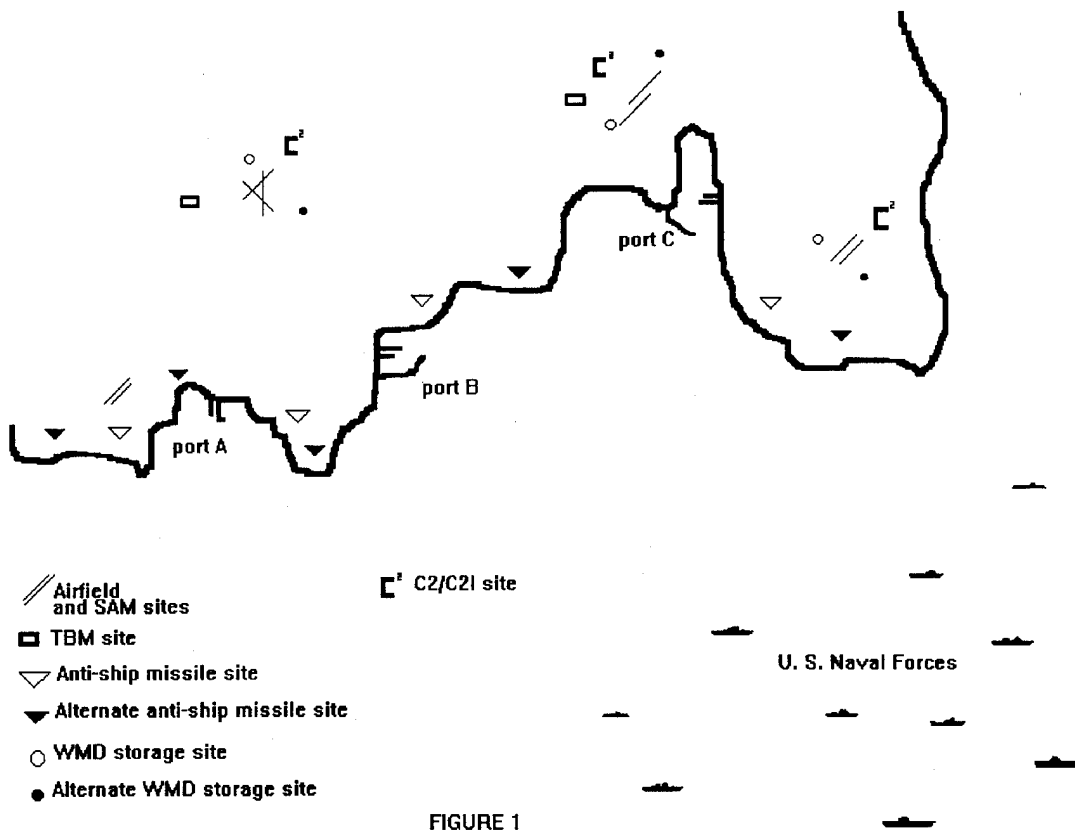 C²
C²
C²
port C
port B
port A
Airfield
and SAM sites
C² C2/C2I site
TBM site
Anti-ship missile site
U. S. Naval Forces
Alternate anti-ship missile site
WMD storage site
Alternate WMD storage site
FIGURE 1